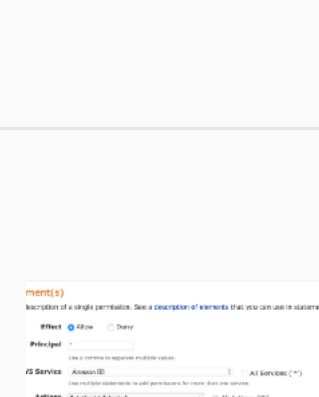 ment(s)
description of a single permission. See a description of elements that you can use in stateme
Effect Allow Deny
Principal *
Use a comma to separate multiple values.
VS Service Amazon S3 All Services ('*')
Use multiple statements to add permissions for more than one service.
Actions